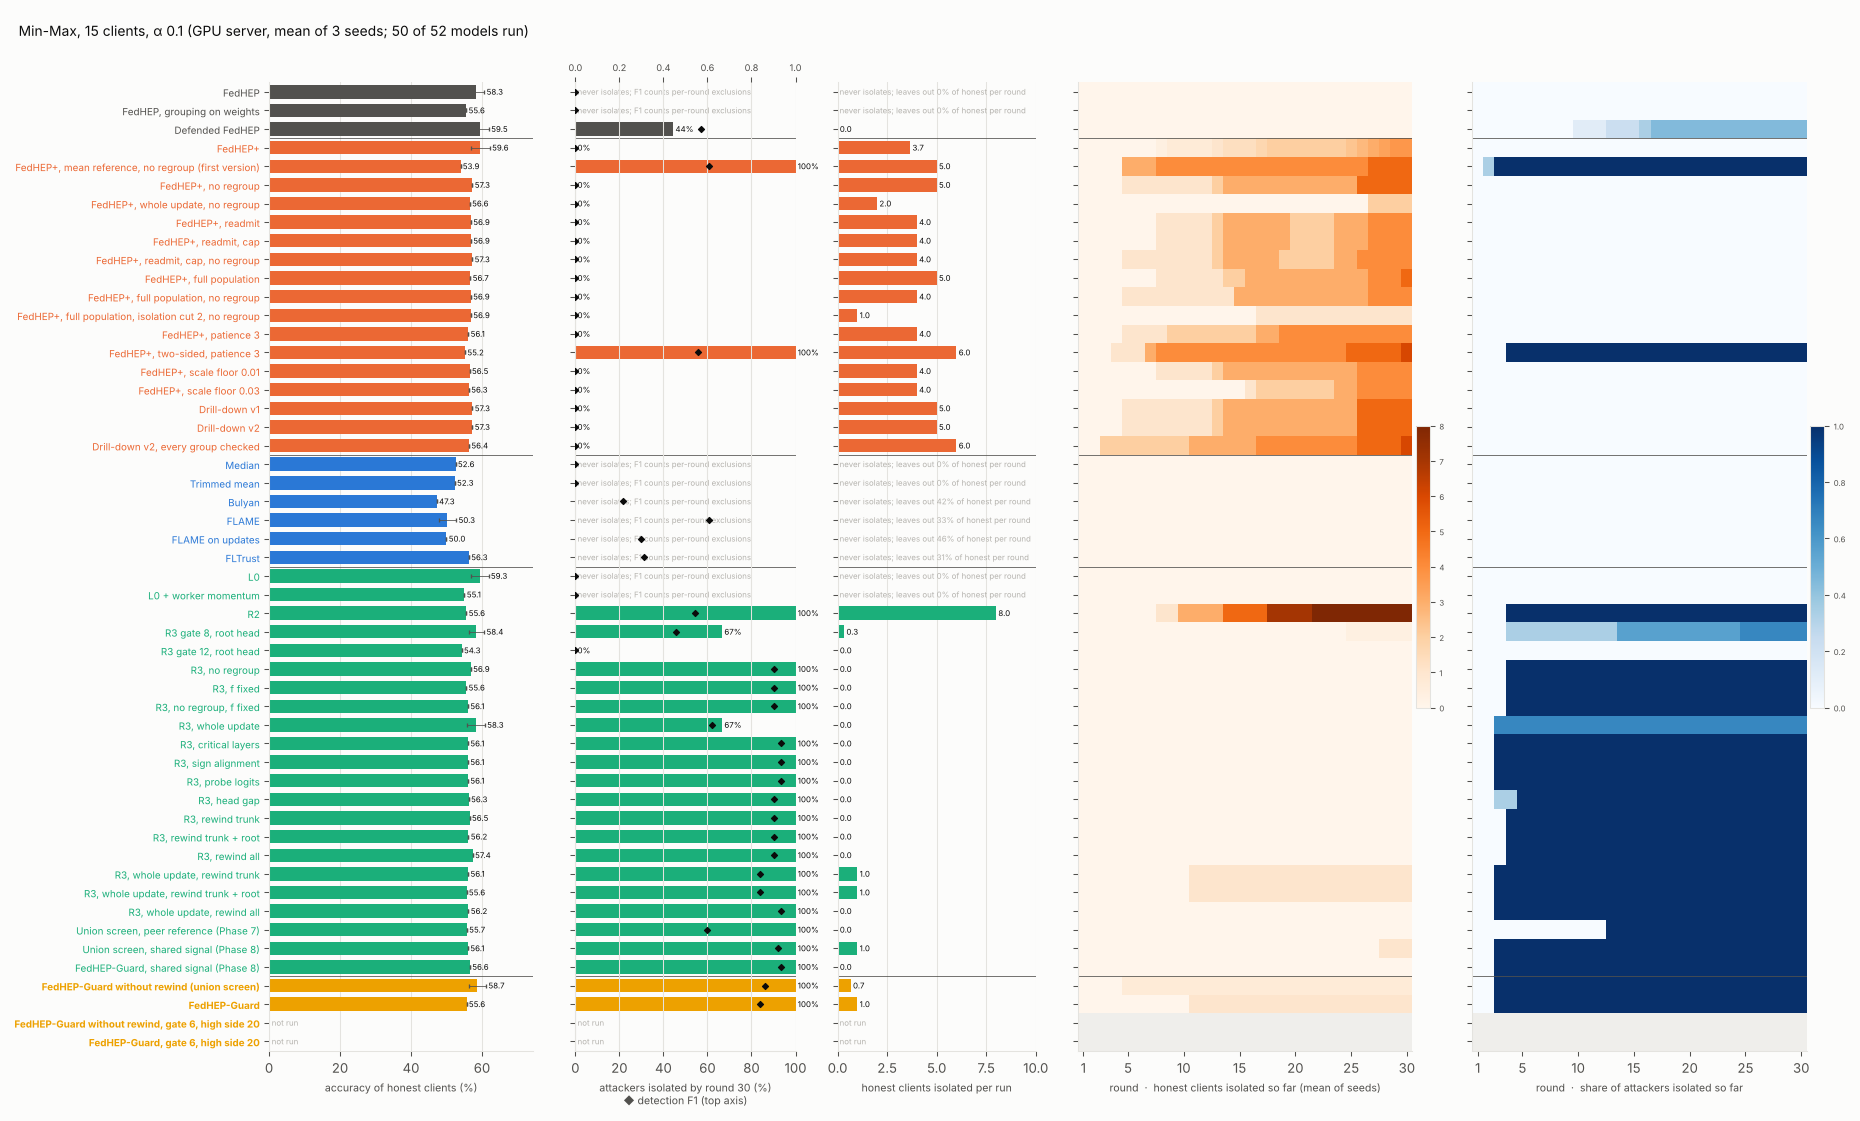 Min-Max, 15 clients, α 0.1 (GPU server, mean of 3 seeds; 50 of 52 models run)
0.0 0.2 0.4 0.6 0.8 1.0
FedHEP 58.3 never isolates; F1 counts per-round exclusions never isolates; leaves out 0% of honest per round
FedHEP, grouping on weights 55.6 never isolates; F1 counts per-round exclusions never isolates; leaves out 0% of honest per round
Defended FedHEP 59.5 44% 0.0
FedHEP+ 59.6 0% 3.7
FedHEP+, mean reference, no regroup (first version) 53.9 100% 5.0
FedHEP+, no regroup 57.3 0% 5.0
FedHEP+, whole update, no regroup 56.6 0% 2.0
FedHEP+, readmit 56.9 0% 4.0
FedHEP+, readmit, cap 56.9 0% 4.0
FedHEP+, readmit, cap, no regroup 57.3 0% 4.0
FedHEP+, full population 56.7 0% 5.0
FedHEP+, full population, no regroup 56.9 0% 4.0
FedHEP+, full population, isolation cut 2, no regroup 56.9 0% 1.0
FedHEP+, patience 3 56.1 0% 4.0
FedHEP+, two-sided, patience 3 55.2 100% 6.0
FedHEP+, scale floor 0.01 56.5 0% 4.0
FedHEP+, scale floor 0.03 56.3 0% 4.0
Drill-down v1 57.3 0% 5.0
Drill-down v2 57.3 0% 5.0
Drill-down v2, every group checked 56.4 0% 6.0
Median 52.6 never isolates; F1 counts per-round exclusions never isolates; leaves out 0% of honest per round
Trimmed mean 52.3 never isolates; F1 counts per-round exclusions never isolates; leaves out 0% of honest per round
Bulyan 47.3 never isolates; F1 counts per-round exclusions never isolates; leaves out 42% of honest per round
FLAME 50.3 never isolates; F1 counts per-round exclusions never isolates; leaves out 33% of honest per round
FLAME on updates 50.0 never isolates; F1 counts per-round exclusions never isolates; leaves out 46% of honest per round
FLTrust 56.3 never isolates; F1 counts per-round exclusions never isolates; leaves out 31% of honest per round
L0 59.3 never isolates; F1 counts per-round exclusions never isolates; leaves out 0% of honest per round
L0 + worker momentum 55.1 never isolates; F1 counts per-round exclusions never isolates; leaves out 0% of honest per round
R2 55.6 100% 8.0
R3 gate 8, root head 58.4 67% 0.3
R3 gate 12, root head 54.3 0% 0.0
R3, no regroup 56.9 100% 0.0
R3, f fixed 55.6 100% 0.0
R3, no regroup, f fixed 56.1 100% 0.0
R3, whole update 58.3 67% 0.0
R3, critical layers 56.1 100% 0.0
R3, sign alignment 56.1 100% 0.0
R3, probe logits 56.1 100% 0.0
R3, head gap 56.3 100% 0.0
R3, rewind trunk 56.5 100% 0.0
R3, rewind trunk + root 56.2 100% 0.0
R3, rewind all 57.4 100% 0.0
R3, whole update, rewind trunk 56.1 100% 1.0
R3, whole update, rewind trunk + root 55.6 100% 1.0
R3, whole update, rewind all 56.2 100% 0.0
Union screen, peer reference (Phase 7) 55.7 100% 0.0
Union screen, shared signal (Phase 8) 56.1 100% 1.0
FedHEP-Guard, shared signal (Phase 8) 56.6 100% 0.0
FedHEP-Guard without rewind (union screen) 58.7 100% 0.7
FedHEP-Guard 55.6 100% 1.0
FedHEP-Guard without rewind, gate 6, high side 20 not run not run not run
FedHEP-Guard, gate 6, high side 20 not run not run not run
0 20 40 60
accuracy of honest clients (%)
0 20 40 60 80 100
attackers isolated by round 30 (%)
◆ detection F1 (top axis)
0.0 2.5 5.0 7.5 10.0
honest clients isolated per run
1 5 10 15 20 25 30
round · honest clients isolated so far (mean of seeds)
8
7
6
5
4
3
2
1
0
1 5 10 15 20 25 30
round · share of attackers isolated so far
1.0
0.8
0.6
0.4
0.2
0.0